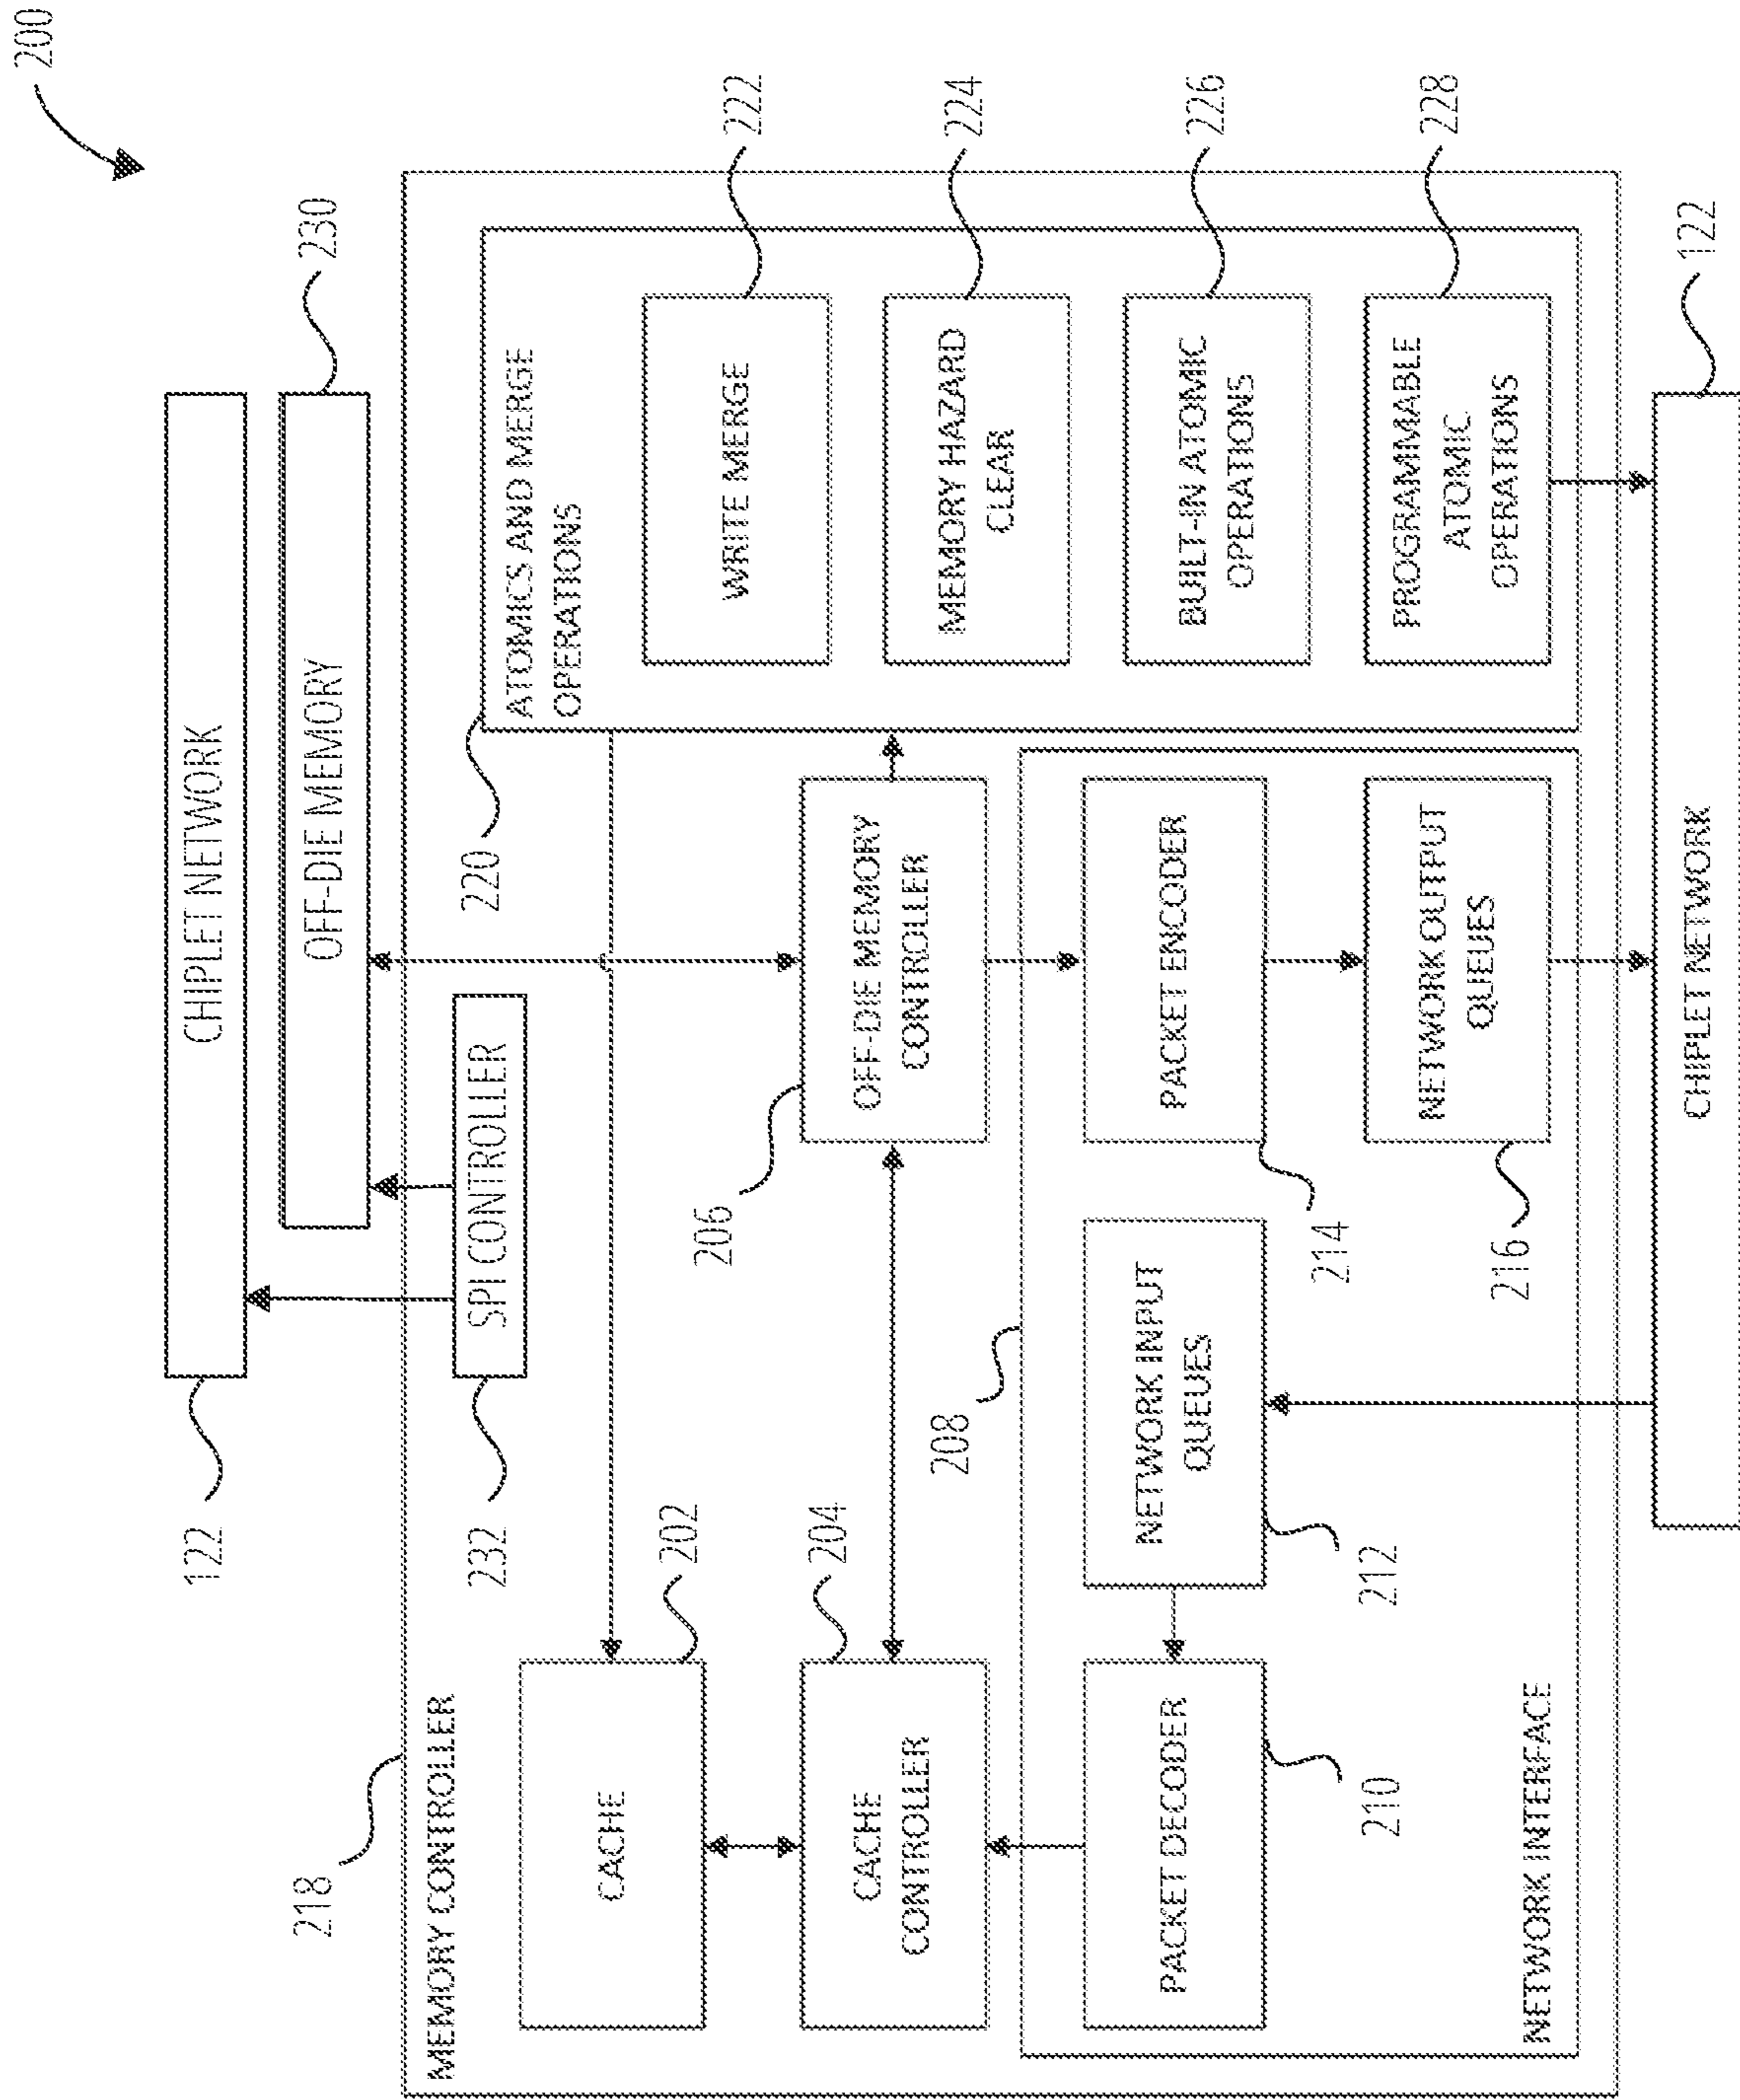 200
122
CHIPLET NETWORK
OFF-DIE MEMORY
230
218
MEMORY CONTROLLER
232
SPI CONTROLLER
220
ATOMICS AND MERGE
OPERATIONS
CACHE
202
WRITE MERGE
222
CACHE
CONTROLLER
204
206
OFF-DIE MEMORY
CONTROLLER
MEMORY HAZARD
CLEAR
224
208
PACKET DECODER
210
NETWORK INPUT
QUEUES
212
PACKET ENCODER
214
BUILT-IN ATOMIC
OPERATIONS
226
NETWORK OUTPUT
QUEUES
216
PROGRAMMABLE
ATOMIC
OPERATIONS
228
NETWORK INTERFACE
CHIPLET NETWORK
122